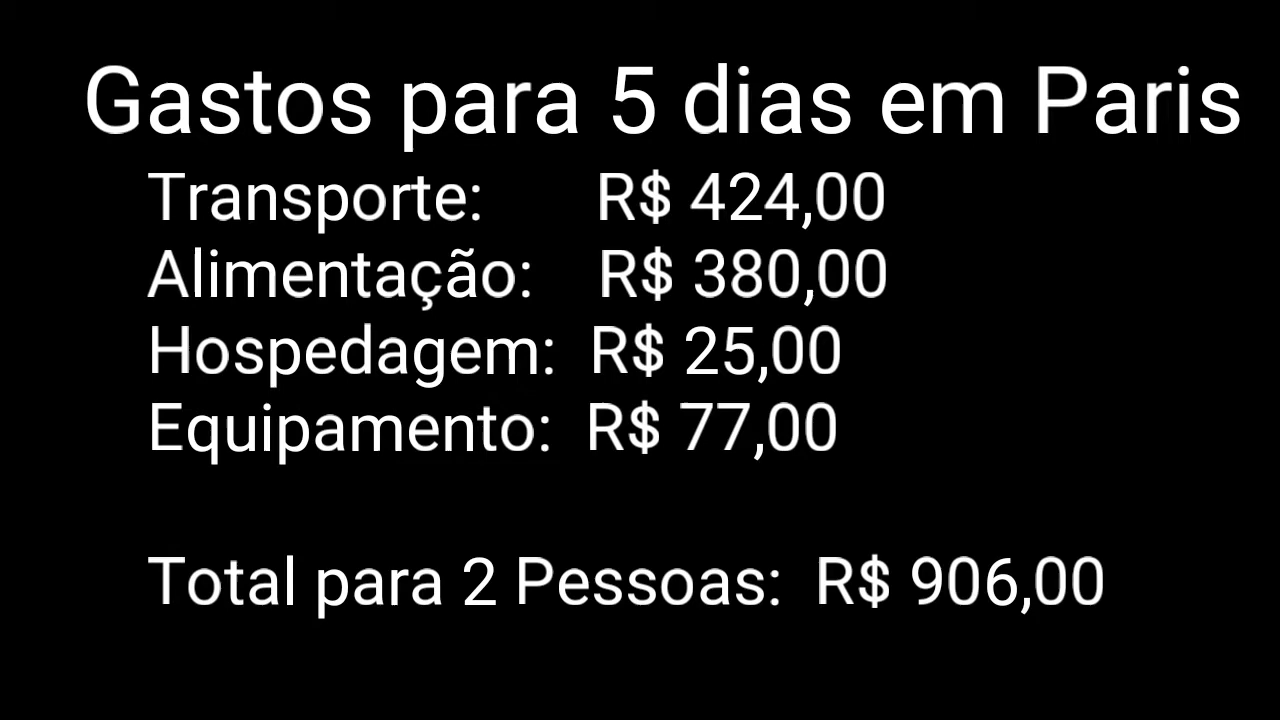 Gastos para 5 dias em Paris
Transporte: R$ 424,00
Alimentação: R$ 380,00
Hospedagem: R$ 25,00
Equipamento: R$ 77,00
Total para 2 Pessoas: R$ 906,00